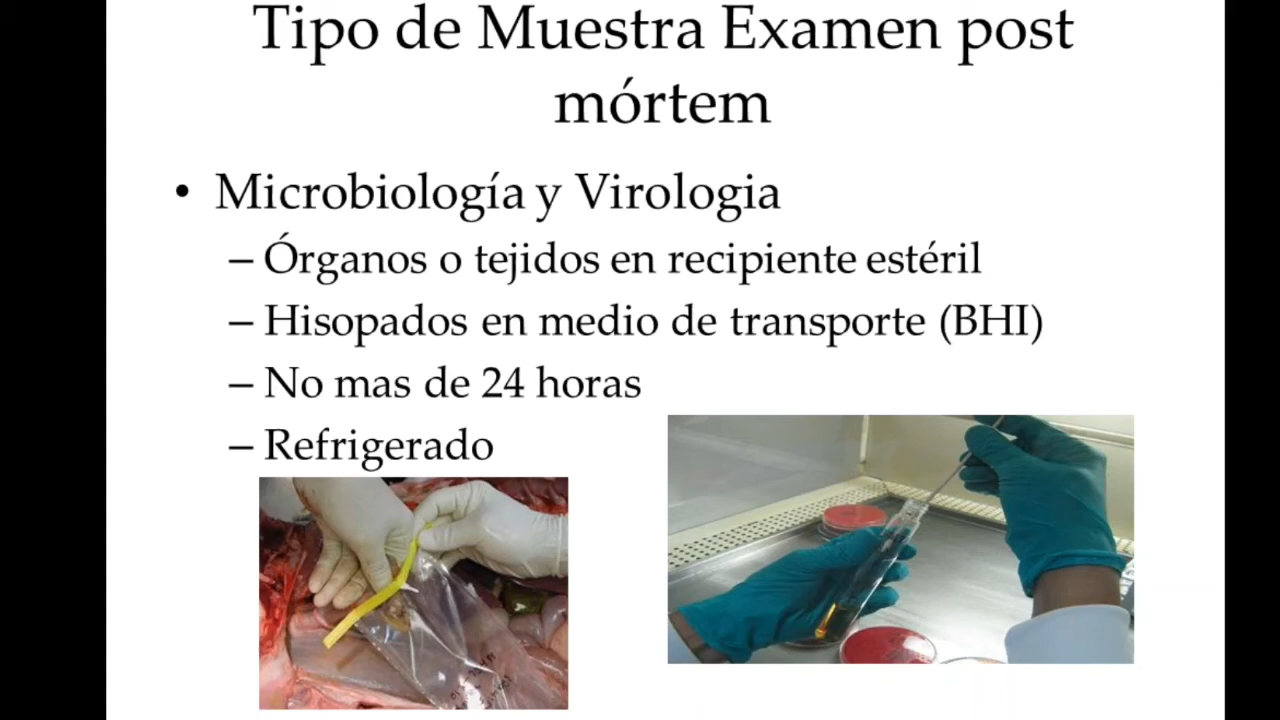 Tipo de Muestra Examen post
mórtem
• Microbiología y Virologia
– Órganos o tejidos en recipiente estéril
– Hisopados en medio de transporte (BHI)
– No mas de 24 horas
– Refrigerado